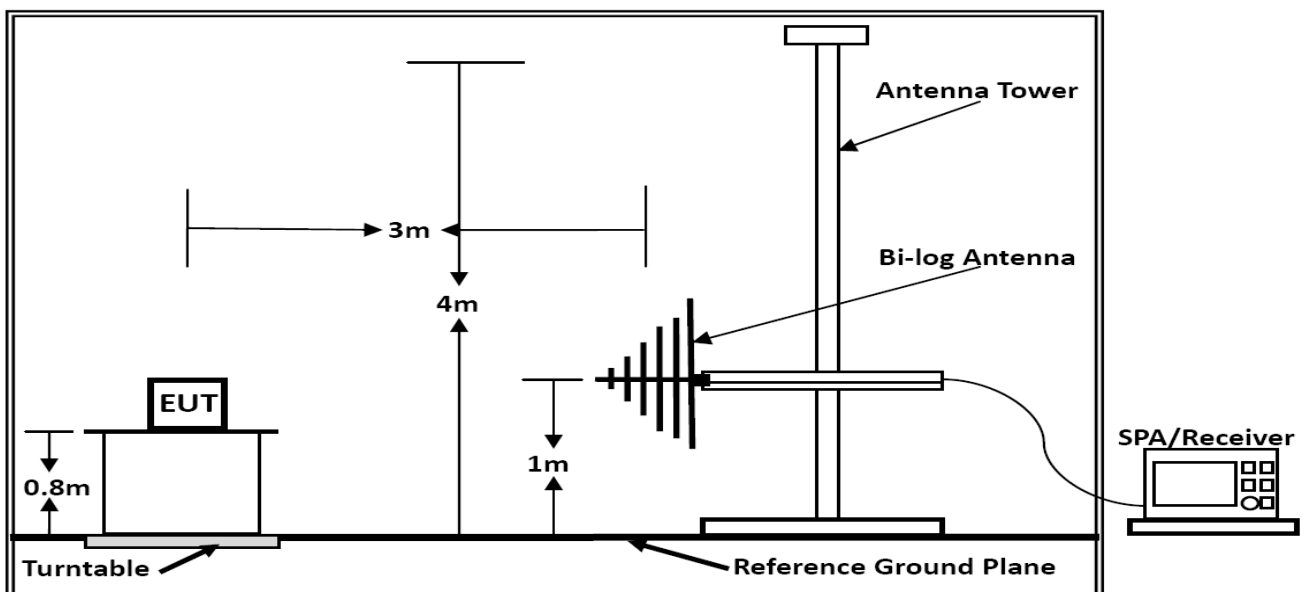 Antenna Tower
3m
Bi-log Antenna
4m
EUT
SPA/Receiver
1m
0.8m
Turntable
Reference Ground Plane